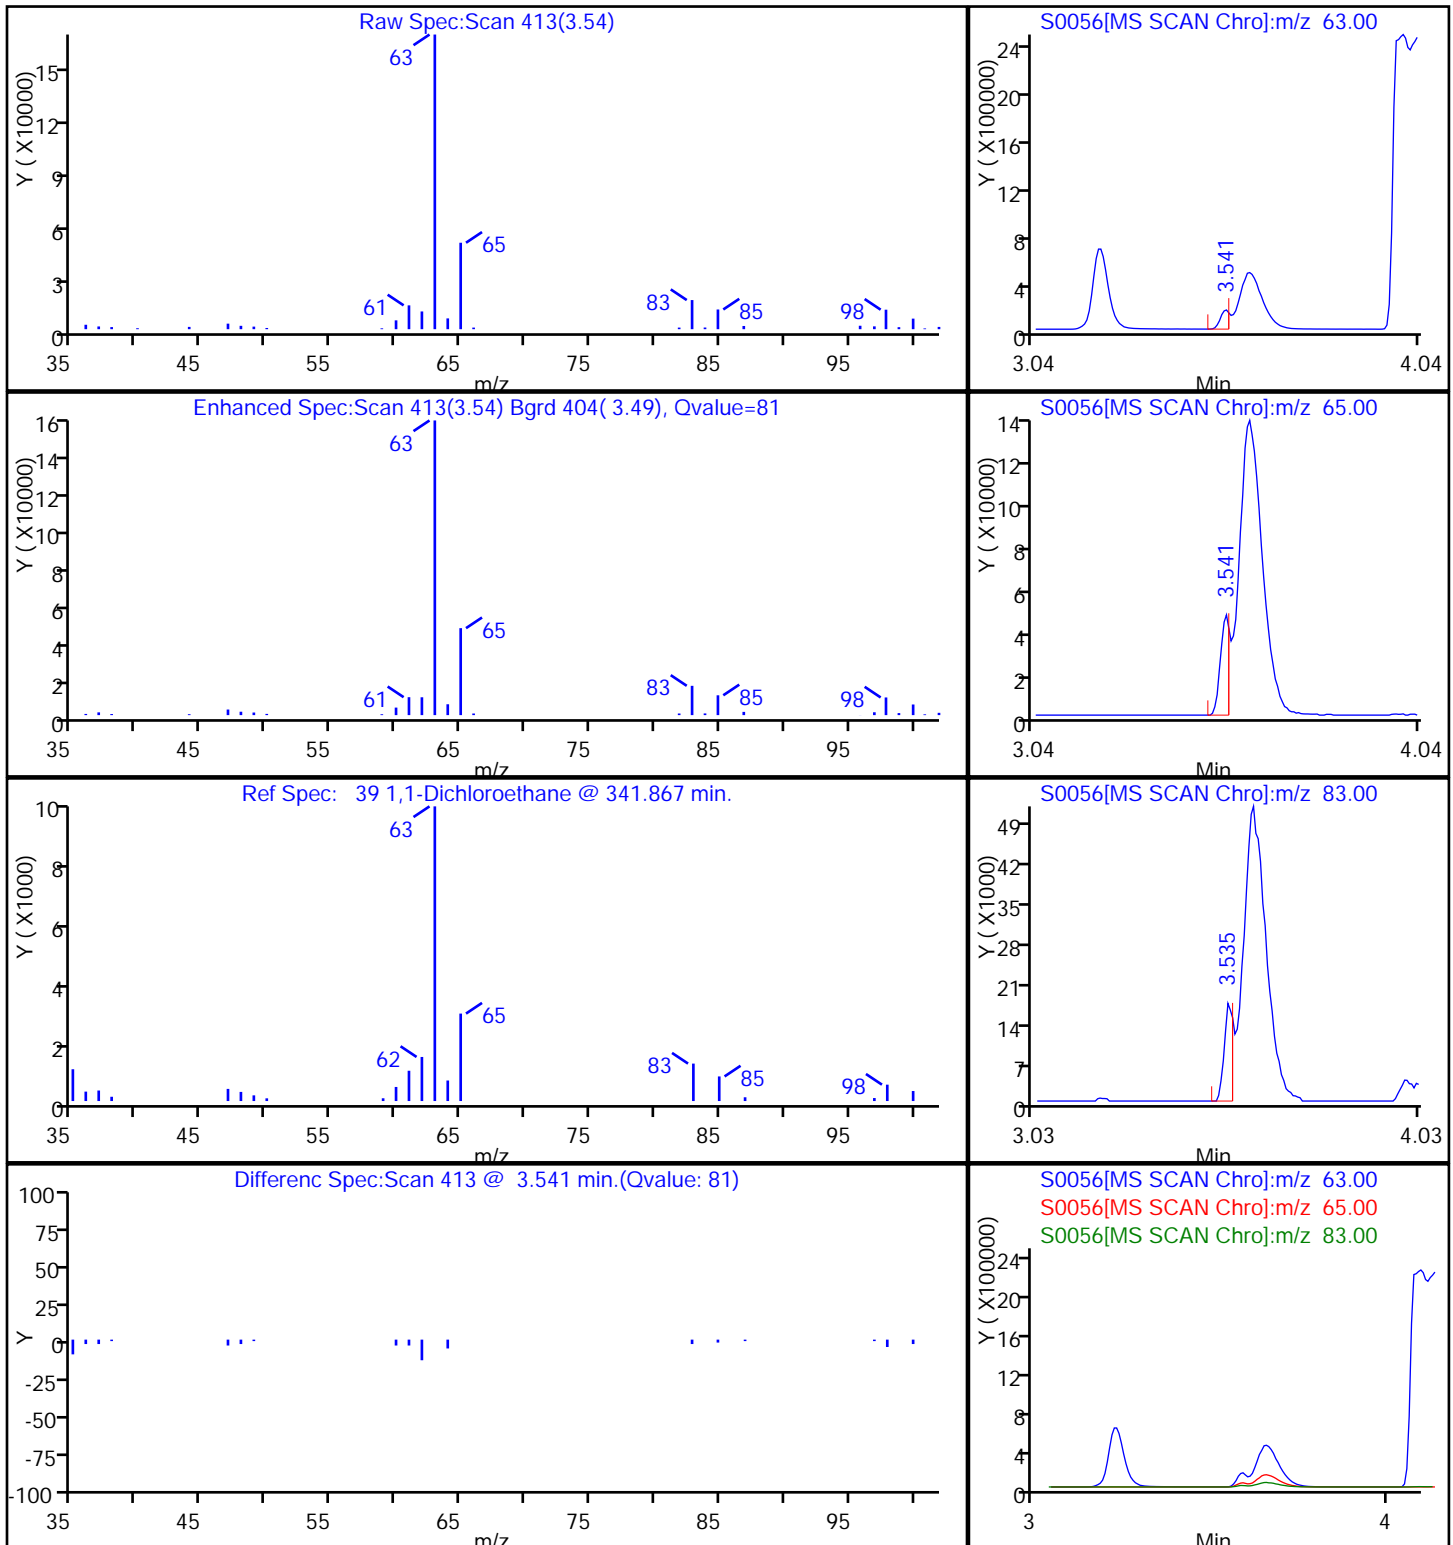 Raw Spec:Scan 413(3.54)
Y ( X10000)
15
12
9
6
3
0
63
65
61
83
85
98
35 45 55 65 75 85 95
m/z
S0056[MS SCAN Chro]:m/z 63.00
Y ( X100000)
24
20
16
12
8
4
0
3.541
3.04 4.04
Min
Enhanced Spec:Scan 413(3.54) Bgrd 404( 3.49), Qvalue=81
Y ( X10000)
16
14
12
10
8
6
4
2
0
63
65
61
83
85
98
35 45 55 65 75 85 95
m/z
S0056[MS SCAN Chro]:m/z 65.00
Y ( X10000)
14
12
10
8
6
4
2
0
3.541
3.04 4.04
Min
Ref Spec: 39 1,1-Dichloroethane @ 341.867 min.
Y ( X1000)
10
8
6
4
2
0
63
65
62
83
85
98
35 45 55 65 75 85 95
m/z
S0056[MS SCAN Chro]:m/z 83.00
Y ( X1000)
49
42
35
28
21
14
7
0
3.535
3.03 4.03
Min
Differenc Spec:Scan 413 @ 3.541 min.(Qvalue: 81)
Y
100
75
50
25
0
-25
-50
-75
-100
35 45 55 65 75 85 95
m/z
S0056[MS SCAN Chro]:m/z 63.00
S0056[MS SCAN Chro]:m/z 65.00
S0056[MS SCAN Chro]:m/z 83.00
Y ( X100000)
24
20
16
12
8
4
0
3 4
Min